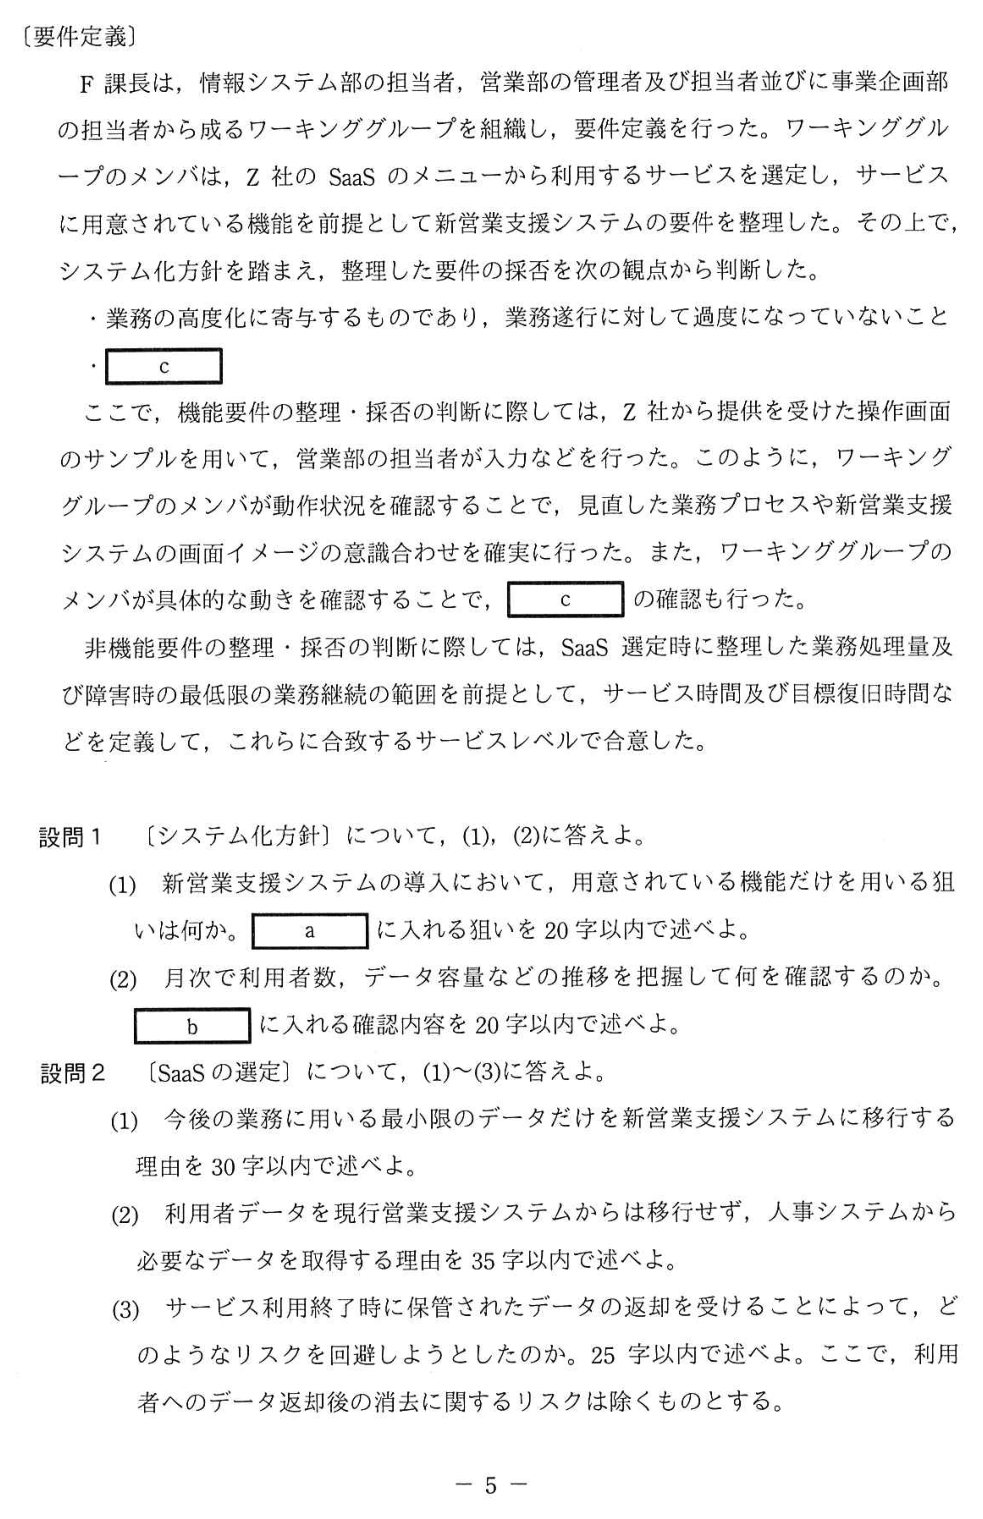 〔要件定義〕
F 課長は，情報システム部の担当者，営業部の管理者及び担当者並びに事業企画部
の担当者から成るワーキンググループを組織し，要件定義を行った。ワーキンググル
ープのメンバは，Z 社の SaaS のメニューから利用するサービスを選定し，サービス
に用意されている機能を前提として新営業支援システムの要件を整理した。その上で，
システム化方針を踏まえ，整理した要件の採否を次の観点から判断した。
・業務の高度化に寄与するものであり，業務遂行に対して過度になっていないこと
・ c
ここで，機能要件の整理・採否の判断に際しては，Z 社から提供を受けた操作画面
のサンプルを用いて，営業部の担当者が入力などを行った。このように，ワーキング
グループのメンバが動作状況を確認することで，見直した業務プロセスや新営業支援
システムの画面イメージの意識合わせを確実に行った。また，ワーキンググループの
メンバが具体的な動きを確認することで， c の確認も行った。
非機能要件の整理・採否の判断に際しては，SaaS 選定時に整理した業務処理量及
び障害時の最低限の業務継続の範囲を前提として，サービス時間及び目標復旧時間な
どを定義して，これらに合致するサービスレベルで合意した。
設問1 〔システム化方針〕について，(1)，(2)に答えよ。
(1) 新営業支援システムの導入において，用意されている機能だけを用いる狙
いは何か。 a に入れる狙いを 20 字以内で述べよ。
(2) 月次で利用者数，データ容量などの推移を把握して何を確認するのか。
b に入れる確認内容を 20 字以内で述べよ。
設問2 〔SaaS の選定〕について，(1)～(3)に答えよ。
(1) 今後の業務に用いる最小限のデータだけを新営業支援システムに移行する
理由を 30 字以内で述べよ。
(2) 利用者データを現行営業支援システムからは移行せず，人事システムから
必要なデータを取得する理由を 35 字以内で述べよ。
(3) サービス利用終了時に保管されたデータの返却を受けることによって，ど
のようなリスクを回避しようとしたのか。25 字以内で述べよ。ここで，利用
者へのデータ返却後の消去に関するリスクは除くものとする。
－ 5 －